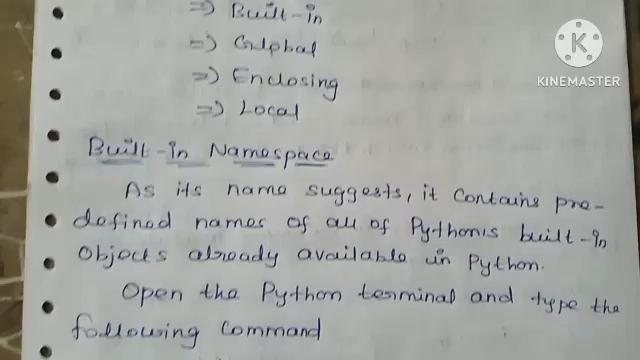 => Built-in
=> Glpbal
=> Enclosing
=> Local
KINEMASTER
Built-in Namespace
As its name suggests, it contains pre-
defined names of all of Python's built-in
Objects already available in Python.
Open the Python terminal and type the
following command